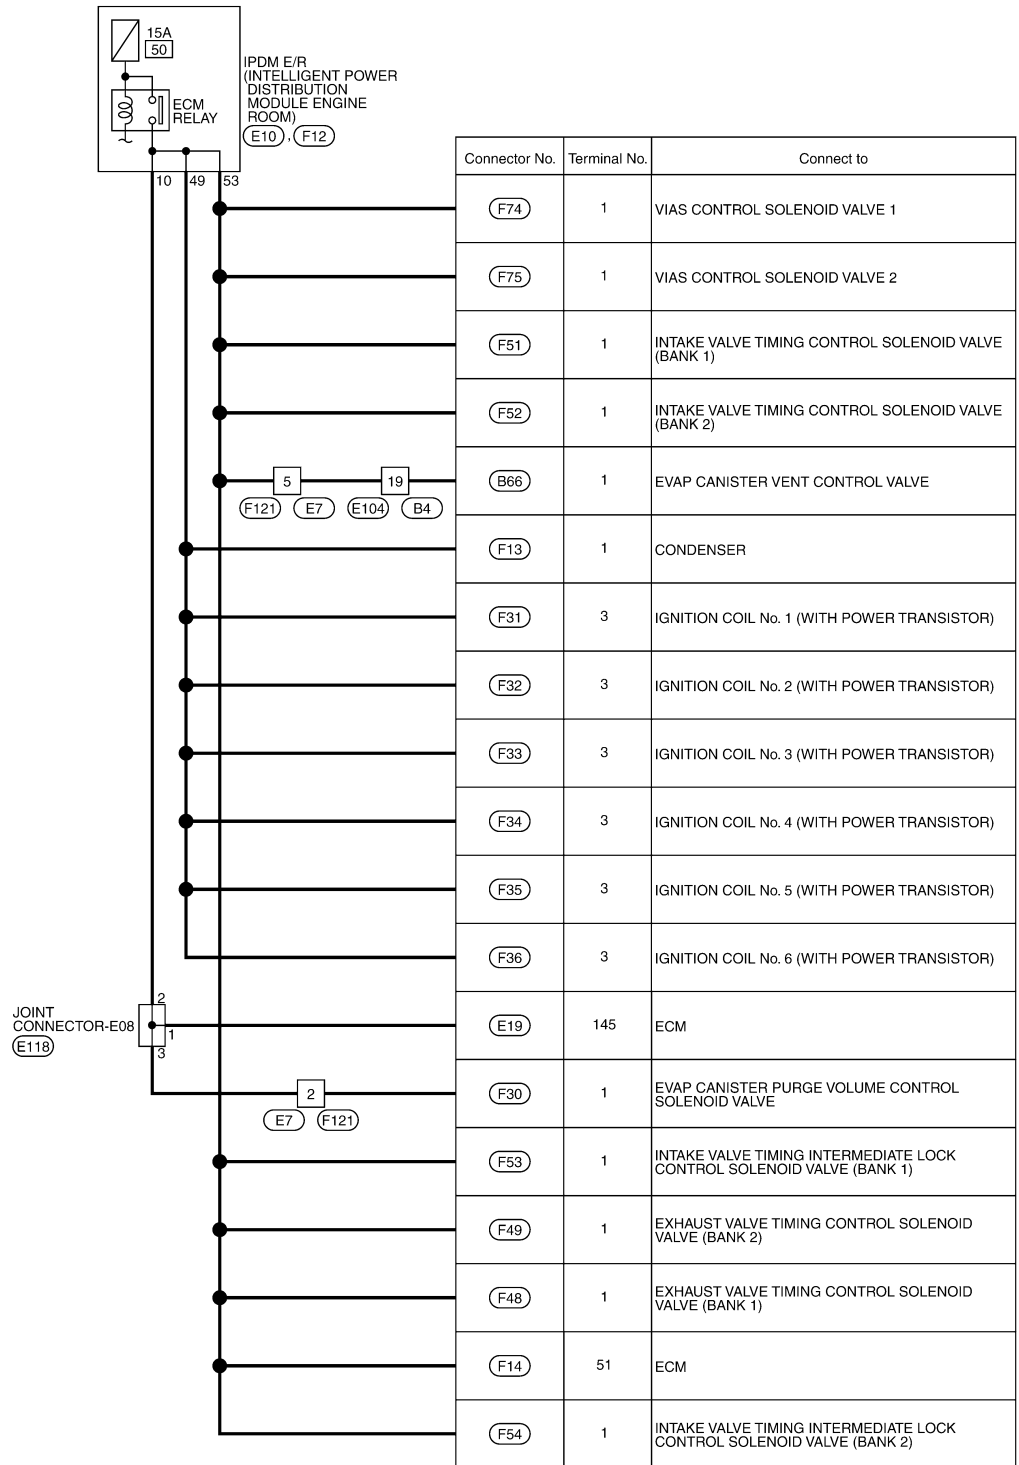 15A
50
ECM
RELAY
IPDM E/R
(INTELLIGENT POWER
DISTRIBUTION
MODULE ENGINE
ROOM)
E10 , F12
10 49 53
Connector No. Terminal No. Connect to
F74 1 VIAS CONTROL SOLENOID VALVE 1
F75 1 VIAS CONTROL SOLENOID VALVE 2
F51 1 INTAKE VALVE TIMING CONTROL SOLENOID VALVE
(BANK 1)
F52 1 INTAKE VALVE TIMING CONTROL SOLENOID VALVE
(BANK 2)
5 19 B66 1 EVAP CANISTER VENT CONTROL VALVE
F121 E7 E104 B4
F13 1 CONDENSER
F31 3 IGNITION COIL No. 1 (WITH POWER TRANSISTOR)
F32 3 IGNITION COIL No. 2 (WITH POWER TRANSISTOR)
F33 3 IGNITION COIL No. 3 (WITH POWER TRANSISTOR)
F34 3 IGNITION COIL No. 4 (WITH POWER TRANSISTOR)
F35 3 IGNITION COIL No. 5 (WITH POWER TRANSISTOR)
F36 3 IGNITION COIL No. 6 (WITH POWER TRANSISTOR)
JOINT
CONNECTOR-E08
E118
2
1
3
E19 145 ECM
2 F30 1 EVAP CANISTER PURGE VOLUME CONTROL
SOLENOID VALVE
E7 F121
F53 1 INTAKE VALVE TIMING INTERMEDIATE LOCK
CONTROL SOLENOID VALVE (BANK 1)
F49 1 EXHAUST VALVE TIMING CONTROL SOLENOID
VALVE (BANK 2)
F48 1 EXHAUST VALVE TIMING CONTROL SOLENOID
VALVE (BANK 1)
F14 51 ECM
F54 1 INTAKE VALVE TIMING INTERMEDIATE LOCK
CONTROL SOLENOID VALVE (BANK 2)